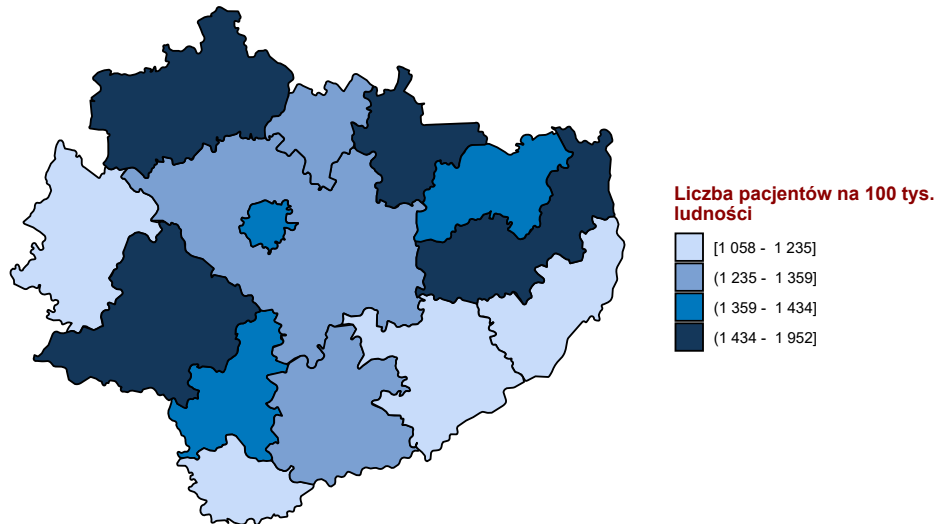 Liczba pacjentów na 100 tys.
ludności
[1 058 - 1 235]
(1 235 - 1 359]
(1 359 - 1 434]
(1 434 - 1 952]